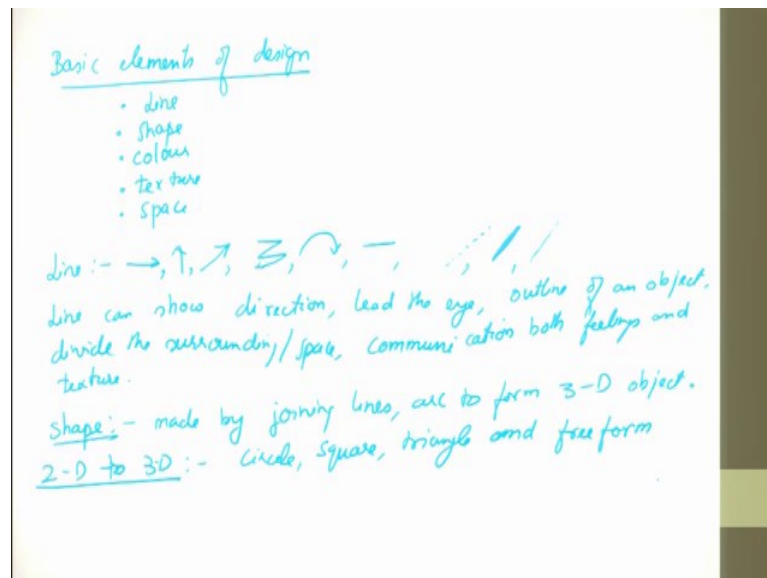 Basic elements of design
• Line
• Shape
• colour
• texture
• space
Line :- →, ↑, ↗, , , —, , ,
Line can show direction, lead the eye, outline of an object.
divide the surrounding/space, communication both feelings and
texture.
Shape:- made by joining lines, arc to form 3-D object.
2-D to 3-D :- circle, square, triangle and freeform